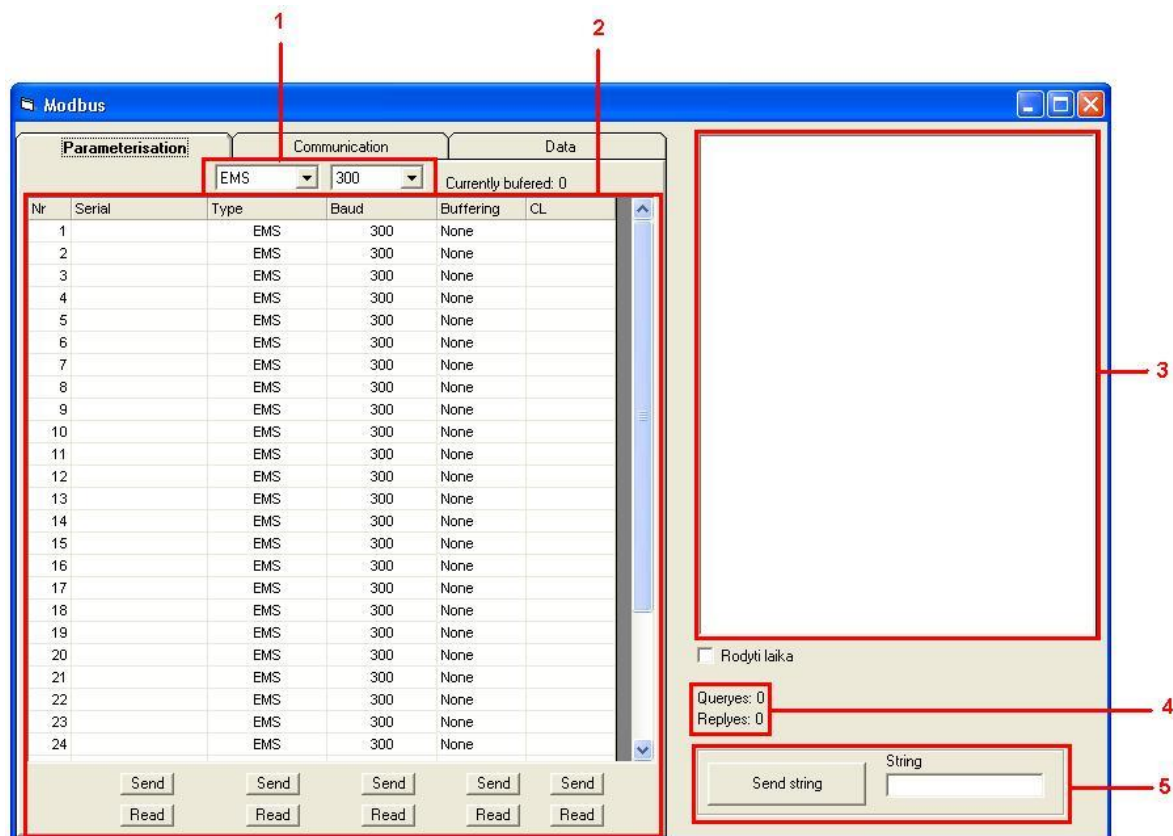 1 2
Modbus
Parameterisation Communication Data
EMS 300 Currently bufered: 0
Nr Serial Type Baud Buffering CL
1 EMS 300 None
2 EMS 300 None
3 EMS 300 None
4 EMS 300 None
5 EMS 300 None
6 EMS 300 None
7 EMS 300 None
8 EMS 300 None
9 EMS 300 None
10 EMS 300 None
11 EMS 300 None
12 EMS 300 None
13 EMS 300 None
14 EMS 300 None
15 EMS 300 None
16 EMS 300 None
17 EMS 300 None
18 EMS 300 None
19 EMS 300 None
20 EMS 300 None
21 EMS 300 None
22 EMS 300 None
23 EMS 300 None
24 EMS 300 None
Send Send Send Send Send
Read Read Read Read Read
3
Rodyti laika
Queryes: 0
Replyes: 0
4
String
Send string
5